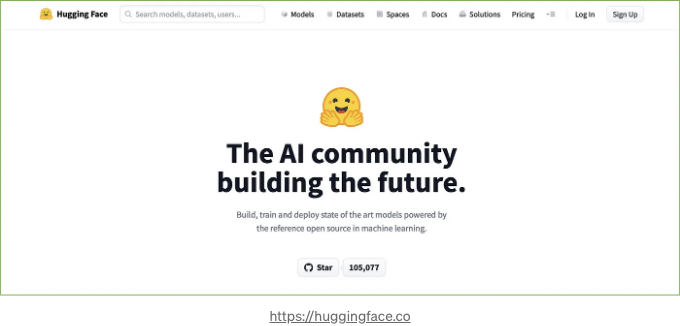 Hugging Face
Search models, datasets, users...
Models
Datasets
Spaces
Docs
Solutions
Pricing
Log In
Sign Up
The AI community
building the future.
Build, train and deploy state of the art models powered by
the reference open source in machine learning.
Star
105,077
https://huggingface.co